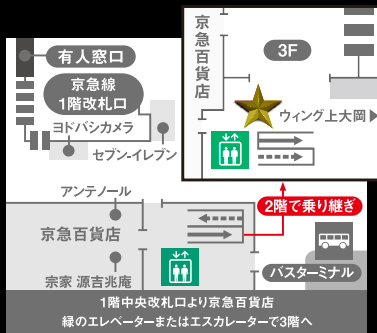 有人窓口
京急線
1階改札口
ヨドバシカメラ
セブン-イレブン
京急百貨店
3F
ウィング上大岡▶
2階で乗り継ぎ
アンテノール
京急百貨店
宗家 源吉兆庵
バスターミナル
1階中央改札口より京急百貨店
緑のエレベーターまたはエスカレーターで3階へ